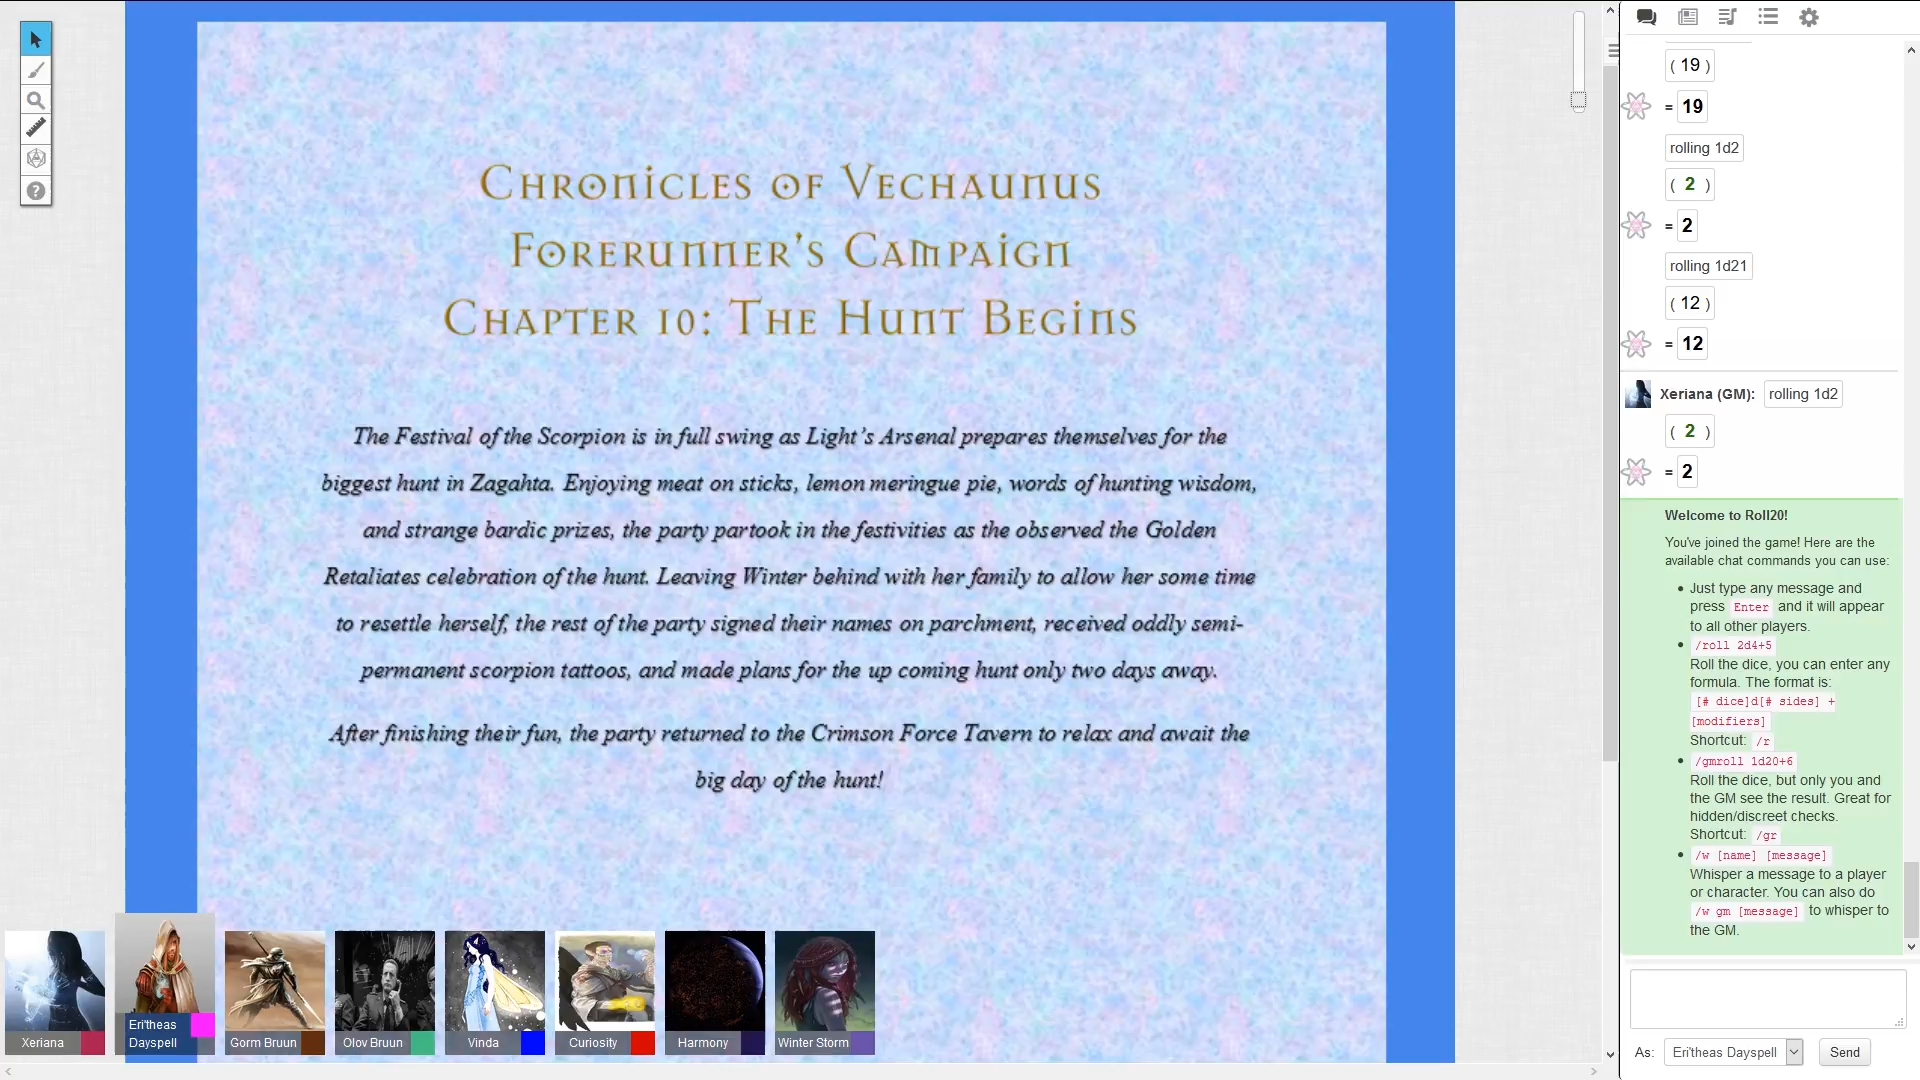 Chronicles of Vechaunus
Forerunner's Campaign
Chapter 10: The Hunt Begins
The Festival of the Scorpion is in full swing as Light's Arsenal prepares themselves for the
biggest hunt in Zagahta. Enjoying meat on sticks, lemon meringue pie, words of hunting wisdom,
and strange bardic prizes, the party partook in the festivities as the observed the Golden
Retaliates celebration of the hunt. Leaving Winter behind with her family to allow her some time
to resettle herself, the rest of the party signed their names on parchment, received oddly semi-
permanent scorpion tattoos, and made plans for the up coming hunt only two days away.
After finishing their fun, the party returned to the Crimson Force Tavern to relax and await the
big day of the hunt!
Xeriana
Eri'theas
Dayspell
Gorm Bruun
Olov Bruun
Vinda
Curiosity
Harmony
Winter Storm
( 19 )
= 19
rolling 1d2
( 2 )
= 2
rolling 1d21
( 12 )
= 12
Xeriana (GM): rolling 1d2
( 2 )
= 2
Welcome to Roll20!
You've joined the game! Here are the
available chat commands you can use:
• Just type any message and
press Enter and it will appear
to all other players.
• /roll 2d4+5
Roll the dice, you can enter any
formula. The format is:
[# dice]d[# sides] +
[modifiers]
Shortcut: /r
• /gmroll 1d20+6
Roll the dice, but only you and
the GM see the result. Great for
hidden/discreet checks.
Shortcut: /gr
• /w [name] [message]
Whisper a message to a player
or character. You can also do
/w gm [message] to whisper to
the GM.
As: Eri'theas Dayspell Send